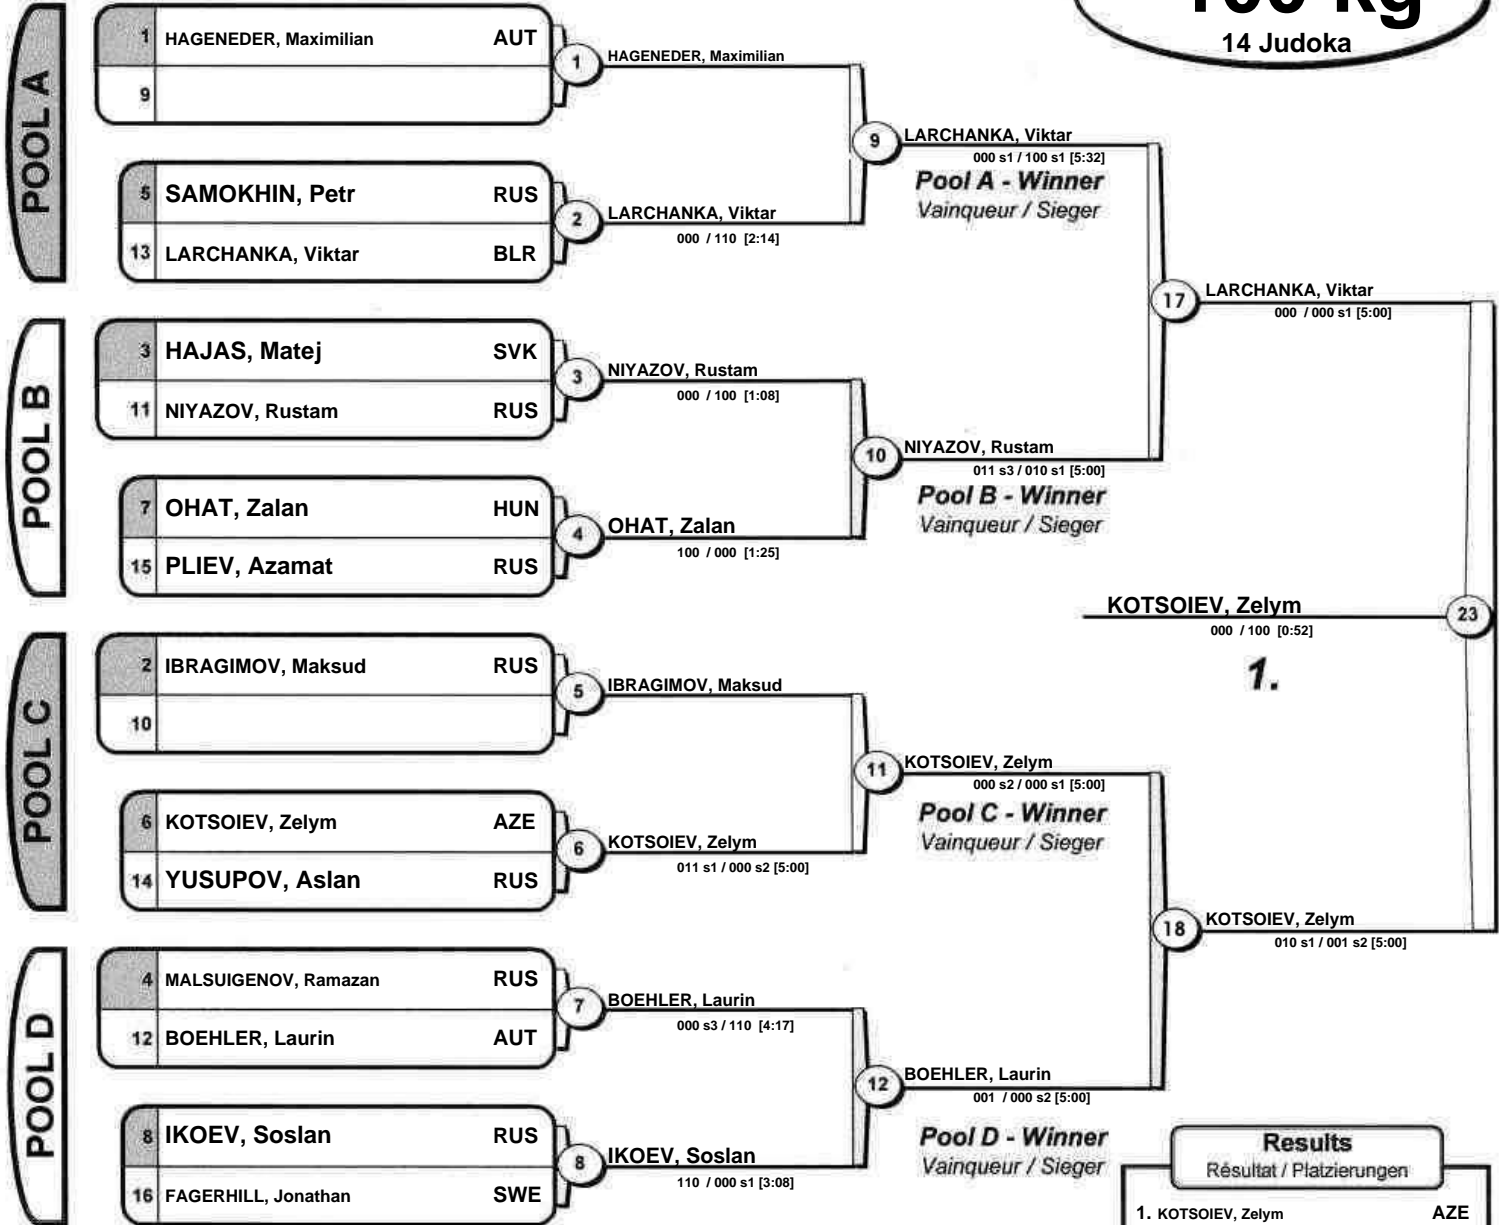 100 kg
14 Judoka
POOL A
1 HAGENEDER, Maximilian AUT
9
5 SAMOKHIN, Petr RUS
13 LARCHANKA, Viktar BLR
1 HAGENEDER, Maximilian
2 LARCHANKA, Viktar
000 / 110 [2:14]
9 LARCHANKA, Viktar
000 s1 / 100 s1 [5:32]
Pool A - Winner
Vainqueur / Sieger
POOL B
3 HAJAS, Matej SVK
11 NIYAZOV, Rustam RUS
7 OHAT, Zalan HUN
15 PLIEV, Azamat RUS
3 NIYAZOV, Rustam
000 / 100 [1:08]
4 OHAT, Zalan
100 / 000 [1:25]
10 NIYAZOV, Rustam
011 s3 / 010 s1 [5:00]
Pool B - Winner
Vainqueur / Sieger
17 LARCHANKA, Viktar
000 / 000 s1 [5:00]
KOTSOIEV, Zelym 23
000 / 100 [0:52]
1.
POOL C
2 IBRAGIMOV, Maksud RUS
10
6 KOTSOIEV, Zelym AZE
14 YUSUPOV, Aslan RUS
5 IBRAGIMOV, Maksud
6 KOTSOIEV, Zelym
011 s1 / 000 s2 [5:00]
11 KOTSOIEV, Zelym
000 s2 / 000 s1 [5:00]
Pool C - Winner
Vainqueur / Sieger
18 KOTSOIEV, Zelym
010 s1 / 001 s2 [5:00]
POOL D
4 MALSUIGENOV, Ramazan RUS
12 BOEHLER, Laurin AUT
8 IKOEV, Soslan RUS
16 FAGERHILL, Jonathan SWE
7 BOEHLER, Laurin
000 s3 / 110 [4:17]
8 IKOEV, Soslan
110 / 000 s1 [3:08]
12 BOEHLER, Laurin
001 / 000 s2 [5:00]
Pool D - Winner
Vainqueur / Sieger
Results
Résultat / Platzierungen
1. KOTSOIEV, Zelym AZE